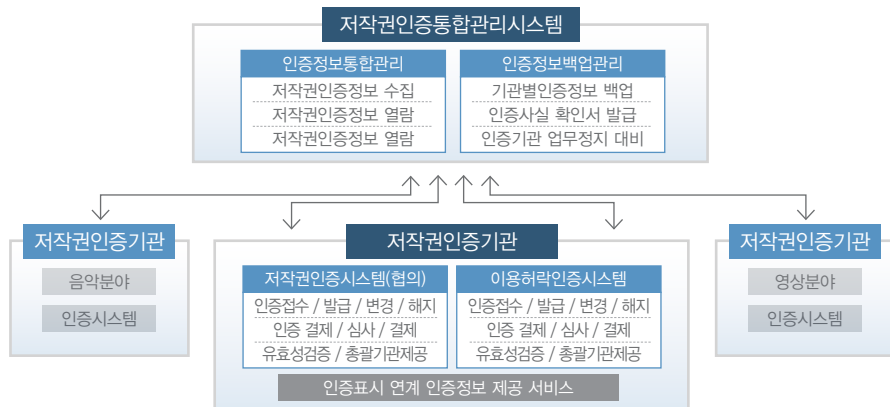 저작권인증통합관리시스템
인증정보통합관리
저작권인증정보 수집
저작권인증정보 열람
저작권인증정보 열람
인증정보백업관리
기관별인증정보 백업
인증사실 확인서 발급
인증기관 업무정지 대비
저작권인증기관
음악분야
인증시스템
저작권인증기관
저작권인증시스템(협의)
인증접수 / 발급 / 변경 / 해지
인증 결제 / 심사 / 결제
유효성검증 / 총괄기관제공
이용허락인증시스템
인증접수 / 발급 / 변경 / 해지
인증 결제 / 심사 / 결제
유효성검증 / 총괄기관제공
인증표시 연계 인증정보 제공 서비스
저작권인증기관
영상분야
인증시스템